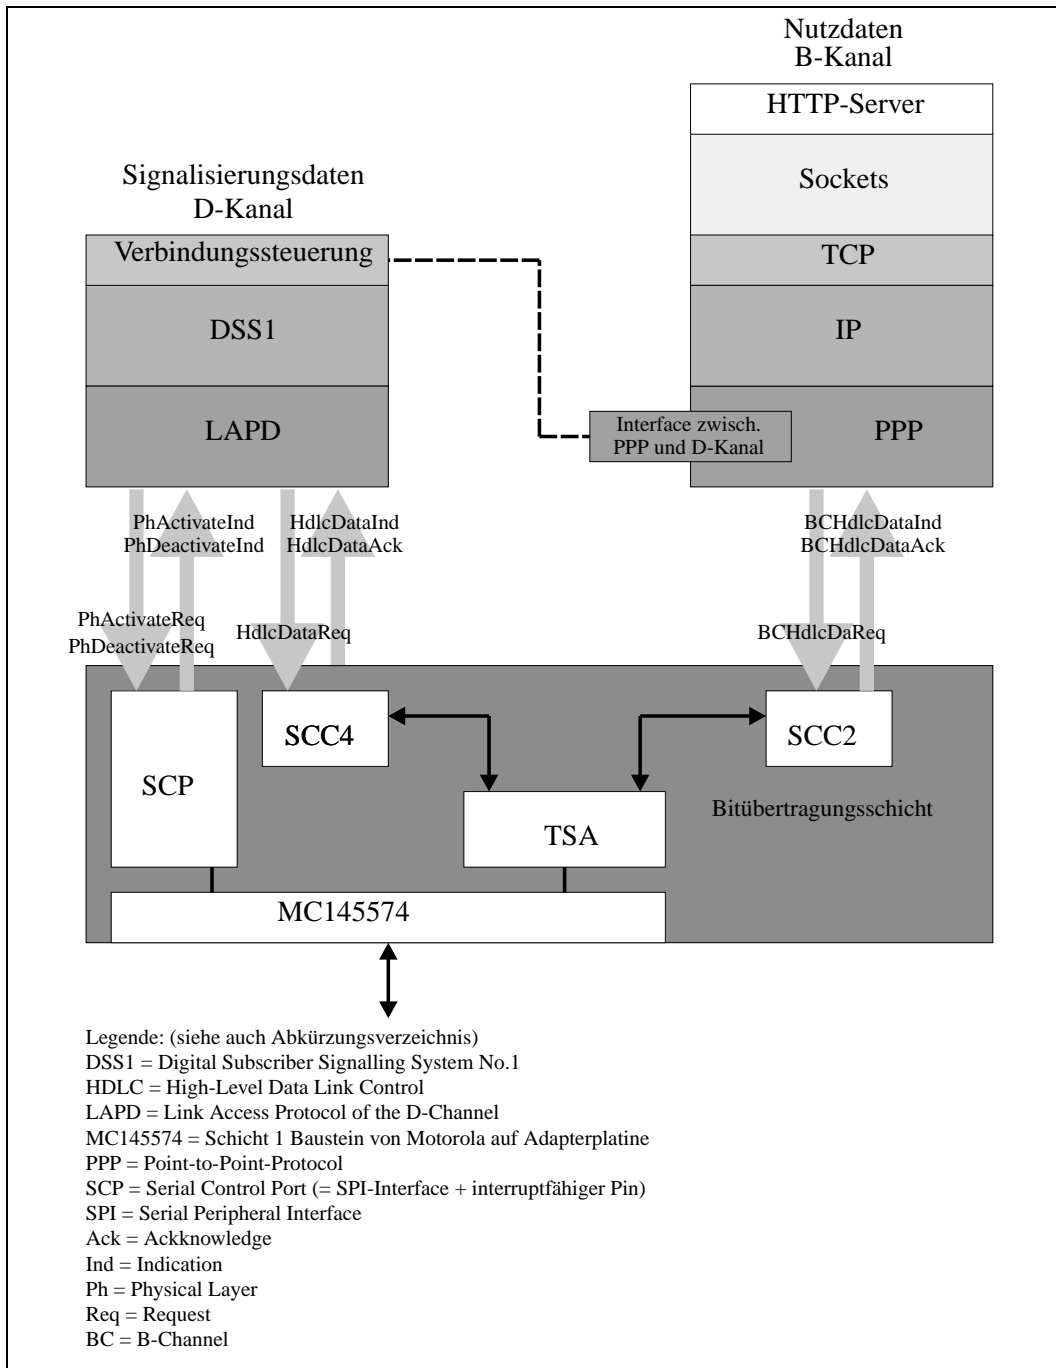 Nutzdaten
B-Kanal
HTTP-Server
Sockets
TCP
IP
PPP
Signalisierungsdaten
D-Kanal
Verbindungssteuerung
DSS1
LAPD
Interface zwisch.
PPP und D-Kanal
PhActivateInd
PhDeactivateInd
HdlcDataInd
HdlcDataAck
BCHdlcDataInd
BCHdlcDataAck
PhActivateReq
PhDeactivateReq
HdlcDataReq
BCHdlcDaReq
SCP
SCC4
SCC2
TSA
Bitübertragungsschicht
MC145574
Legende: (siehe auch Abkürzungsverzeichnis)
DSS1 = Digital Subscriber Signalling System No.1
HDLC = High-Level Data Link Control
LAPD = Link Access Protocol of the D-Channel
MC145574 = Schicht 1 Baustein von Motorola auf Adapterplatine
PPP = Point-to-Point-Protocol
SCP = Serial Control Port (= SPI-Interface + interruptfähiger Pin)
SPI = Serial Peripheral Interface
Ack = Ackknowledge
Ind = Indication
Ph = Physical Layer
Req = Request
BC = B-Channel